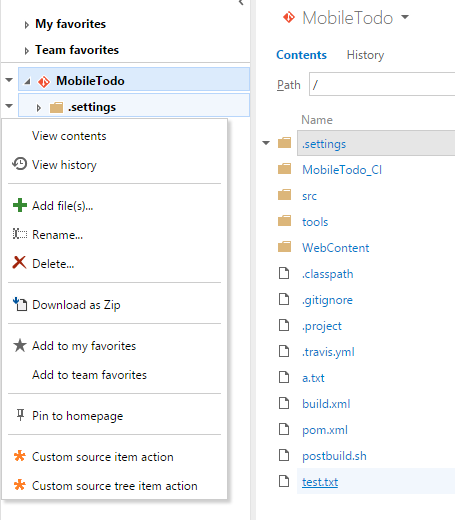 My favorites
Team favorites
MobileTodo
.settings
View contents
View history
Add file(s)...
Rename...
Delete...
Download as Zip
Add to my favorites
Add to team favorites
Pin to homepage
Custom source item action
Custom source tree item action
MobileTodo
Contents History
Path /
Name
.settings
MobileTodo_CI
src
tools
WebContent
.classpath
.gitignore
.project
.travis.yml
a.txt
build.xml
pom.xml
postbuild.sh
test.txt